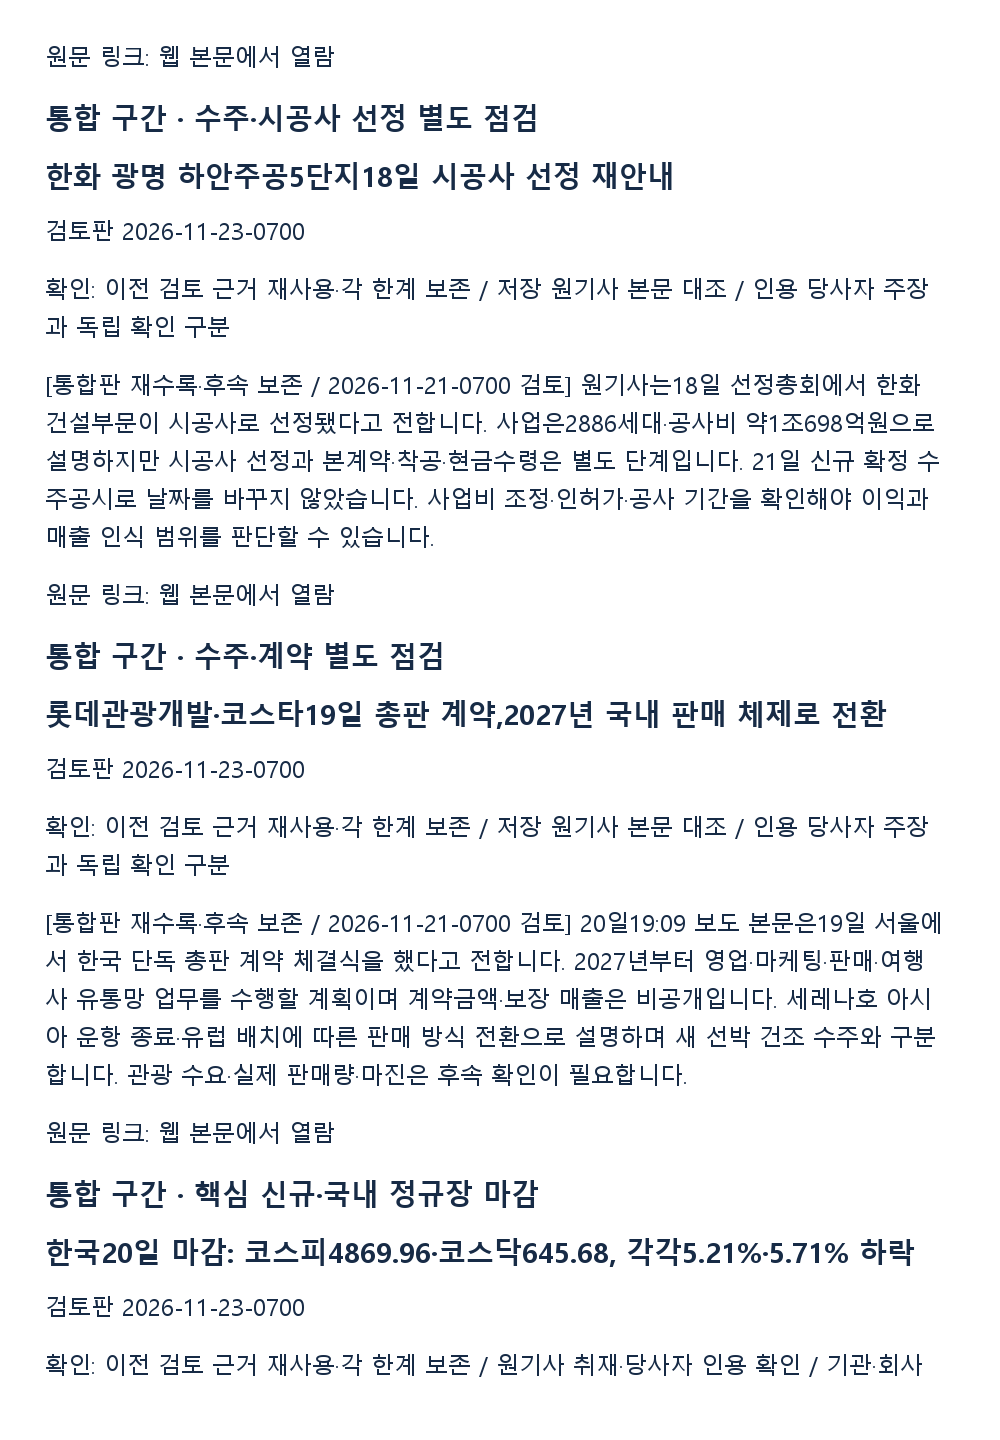 원문 링크: 웹 본문에서 열람
통합 구간 · 수주·시공사 선정 별도 점검
한화 광명 하안주공5단지18일 시공사 선정 재안내
검토판 2026-11-23-0700
확인: 이전 검토 근거 재사용·각 한계 보존 / 저장 원기사 본문 대조 / 인용 당사자 주장
과 독립 확인 구분
[통합판 재수록·후속 보존 / 2026-11-21-0700 검토] 원기사는18일 선정총회에서 한화
건설부문이 시공사로 선정됐다고 전합니다. 사업은2886세대·공사비 약1조698억원으로
설명하지만 시공사 선정과 본계약·착공·현금수령은 별도 단계입니다. 21일 신규 확정 수
주공시로 날짜를 바꾸지 않았습니다. 사업비 조정·인허가·공사 기간을 확인해야 이익과
매출 인식 범위를 판단할 수 있습니다.
원문 링크: 웹 본문에서 열람
통합 구간 · 수주·계약 별도 점검
롯데관광개발·코스타19일 총판 계약,2027년 국내 판매 체제로 전환
검토판 2026-11-23-0700
확인: 이전 검토 근거 재사용·각 한계 보존 / 저장 원기사 본문 대조 / 인용 당사자 주장
과 독립 확인 구분
[통합판 재수록·후속 보존 / 2026-11-21-0700 검토] 20일19:09 보도 본문은19일 서울에
서 한국 단독 총판 계약 체결식을 했다고 전합니다. 2027년부터 영업·마케팅·판매·여행
사 유통망 업무를 수행할 계획이며 계약금액·보장 매출은 비공개입니다. 세레나호 아시
아 운항 종료·유럽 배치에 따른 판매 방식 전환으로 설명하며 새 선박 건조 수주와 구분
합니다. 관광 수요·실제 판매량·마진은 후속 확인이 필요합니다.
원문 링크: 웹 본문에서 열람
통합 구간 · 핵심 신규·국내 정규장 마감
한국20일 마감: 코스피4869.96·코스닥645.68, 각각5.21%·5.71% 하락
검토판 2026-11-23-0700
확인: 이전 검토 근거 재사용·각 한계 보존 / 원기사 취재·당사자 인용 확인 / 기관·회사